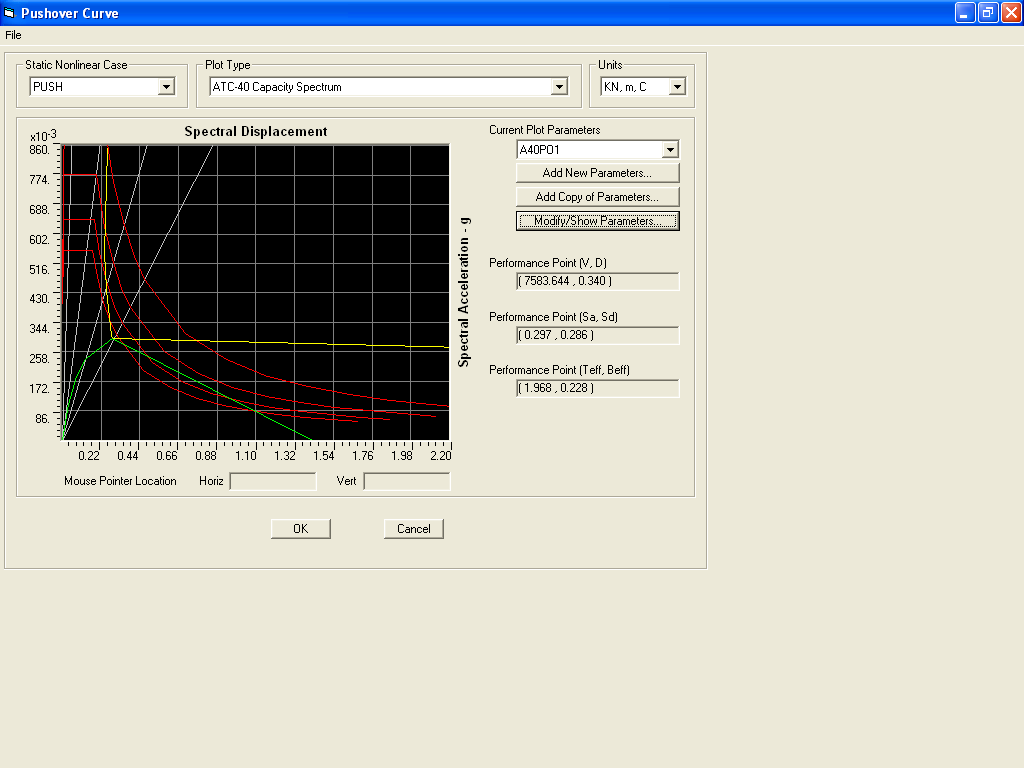 Pushover Curve
File
Static Nonlinear Case
PUSH
Plot Type
ATC-40 Capacity Spectrum
Units
KN, m, C
Spectral Displacement
x10-3
860.
774.
688.
602.
516.
430.
344.
258.
172.
86.
0.22 0.44 0.66 0.88 1.10 1.32 1.54 1.76 1.98 2.20
Spectral Acceleration - g
Mouse Pointer Location Horiz Vert
Current Plot Parameters
A40PO1
Add New Parameters...
Add Copy of Parameters...
Modify/Show Parameters...
Performance Point (V, D)
( 7583.644 , 0.340 )
Performance Point (Sa, Sd)
( 0.297 , 0.286 )
Performance Point (Teff, Beff)
( 1.968 , 0.228 )
OK Cancel